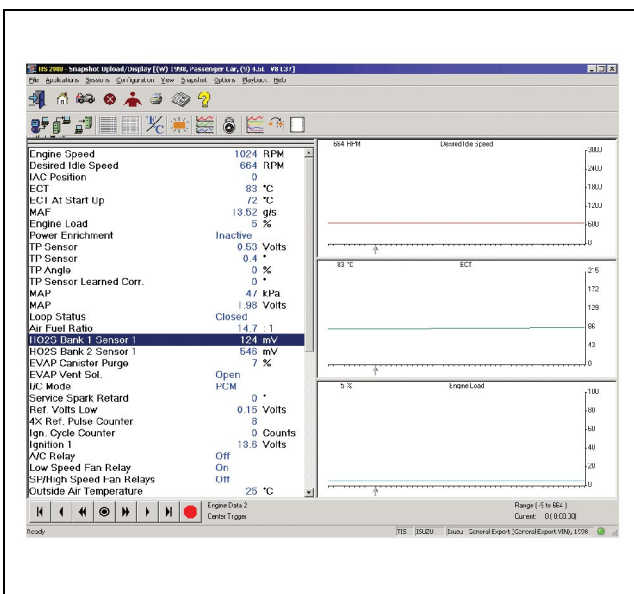 TIS 2000 - Snapshot Upload/Display [(W) 1998, Passenger Car, (9) 4.6L V8 L37]
File Applications Sessions Configuration View Snapshot Options Playback Help
Engine Speed 1024 RPM
Desired Idle Speed 664 RPM
IAC Position 0
ECT 83 °C
ECT At Start Up 72 °C
MAF 13.52 g/s
Engine Load 5 %
Power Enrichment Inactive
TP Sensor 0.53 Volts
TP Sensor 0.4 °
TP Angle 0 %
TP Sensor Learned Corr. 0 °
MAP 47 kPa
MAP 1.98 Volts
Loop Status Closed
Air Fuel Ratio 14.7 : 1
HO2S Bank 1 Sensor 1 124 mV
HO2S Bank 2 Sensor 1 546 mV
EVAP Canister Purge 7 %
EVAP Vent Sol. Open
I/C Mode PCM
Service Spark Retard 0 °
Ref. Volts Low 0.15 Volts
4X Ref. Pulse Counter 8
Ign. Cycle Counter 0 Counts
Ignition 1 13.6 Volts
A/C Relay Off
Low Speed Fan Relay On
SP/High Speed Fan Relays Off
Outside Air Temperature 25 °C
664 RPM Desired Idle Speed
3000
2400
1800
1200
600
0
83 °C ECT
215
172
129
86
43
0
5 % Engine Load
100
80
60
40
20
0
Engine Data 2
Center Trigger
Current: 0 ( 0:00.00)
Ready
TIS ISUZU Isuzu General Export (General Export VIN), 1998